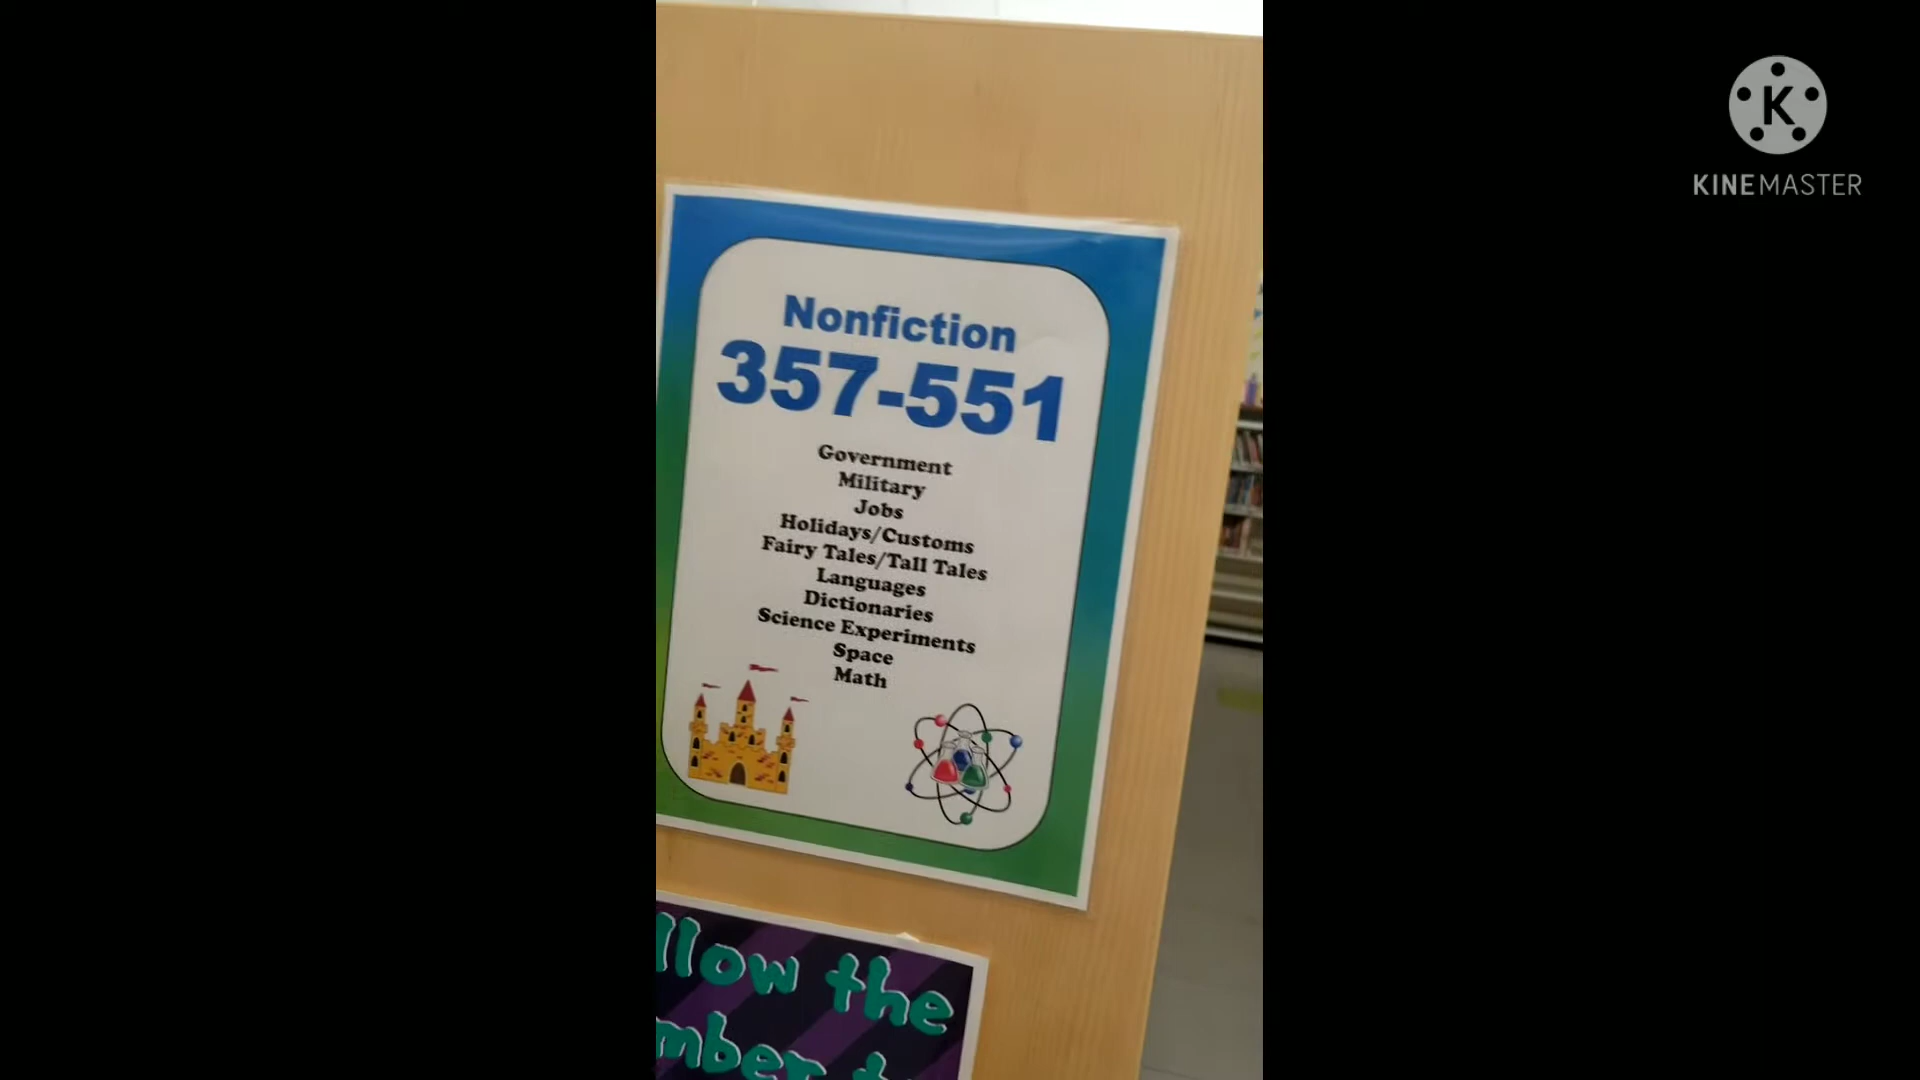 Nonfiction
357-551
Government
Military
Jobs
Holidays/Customs
Fairy Tales/Tall Tales
Languages
Dictionaries
Science Experiments
Space
Math
llow the
mber
K
KINEMASTER